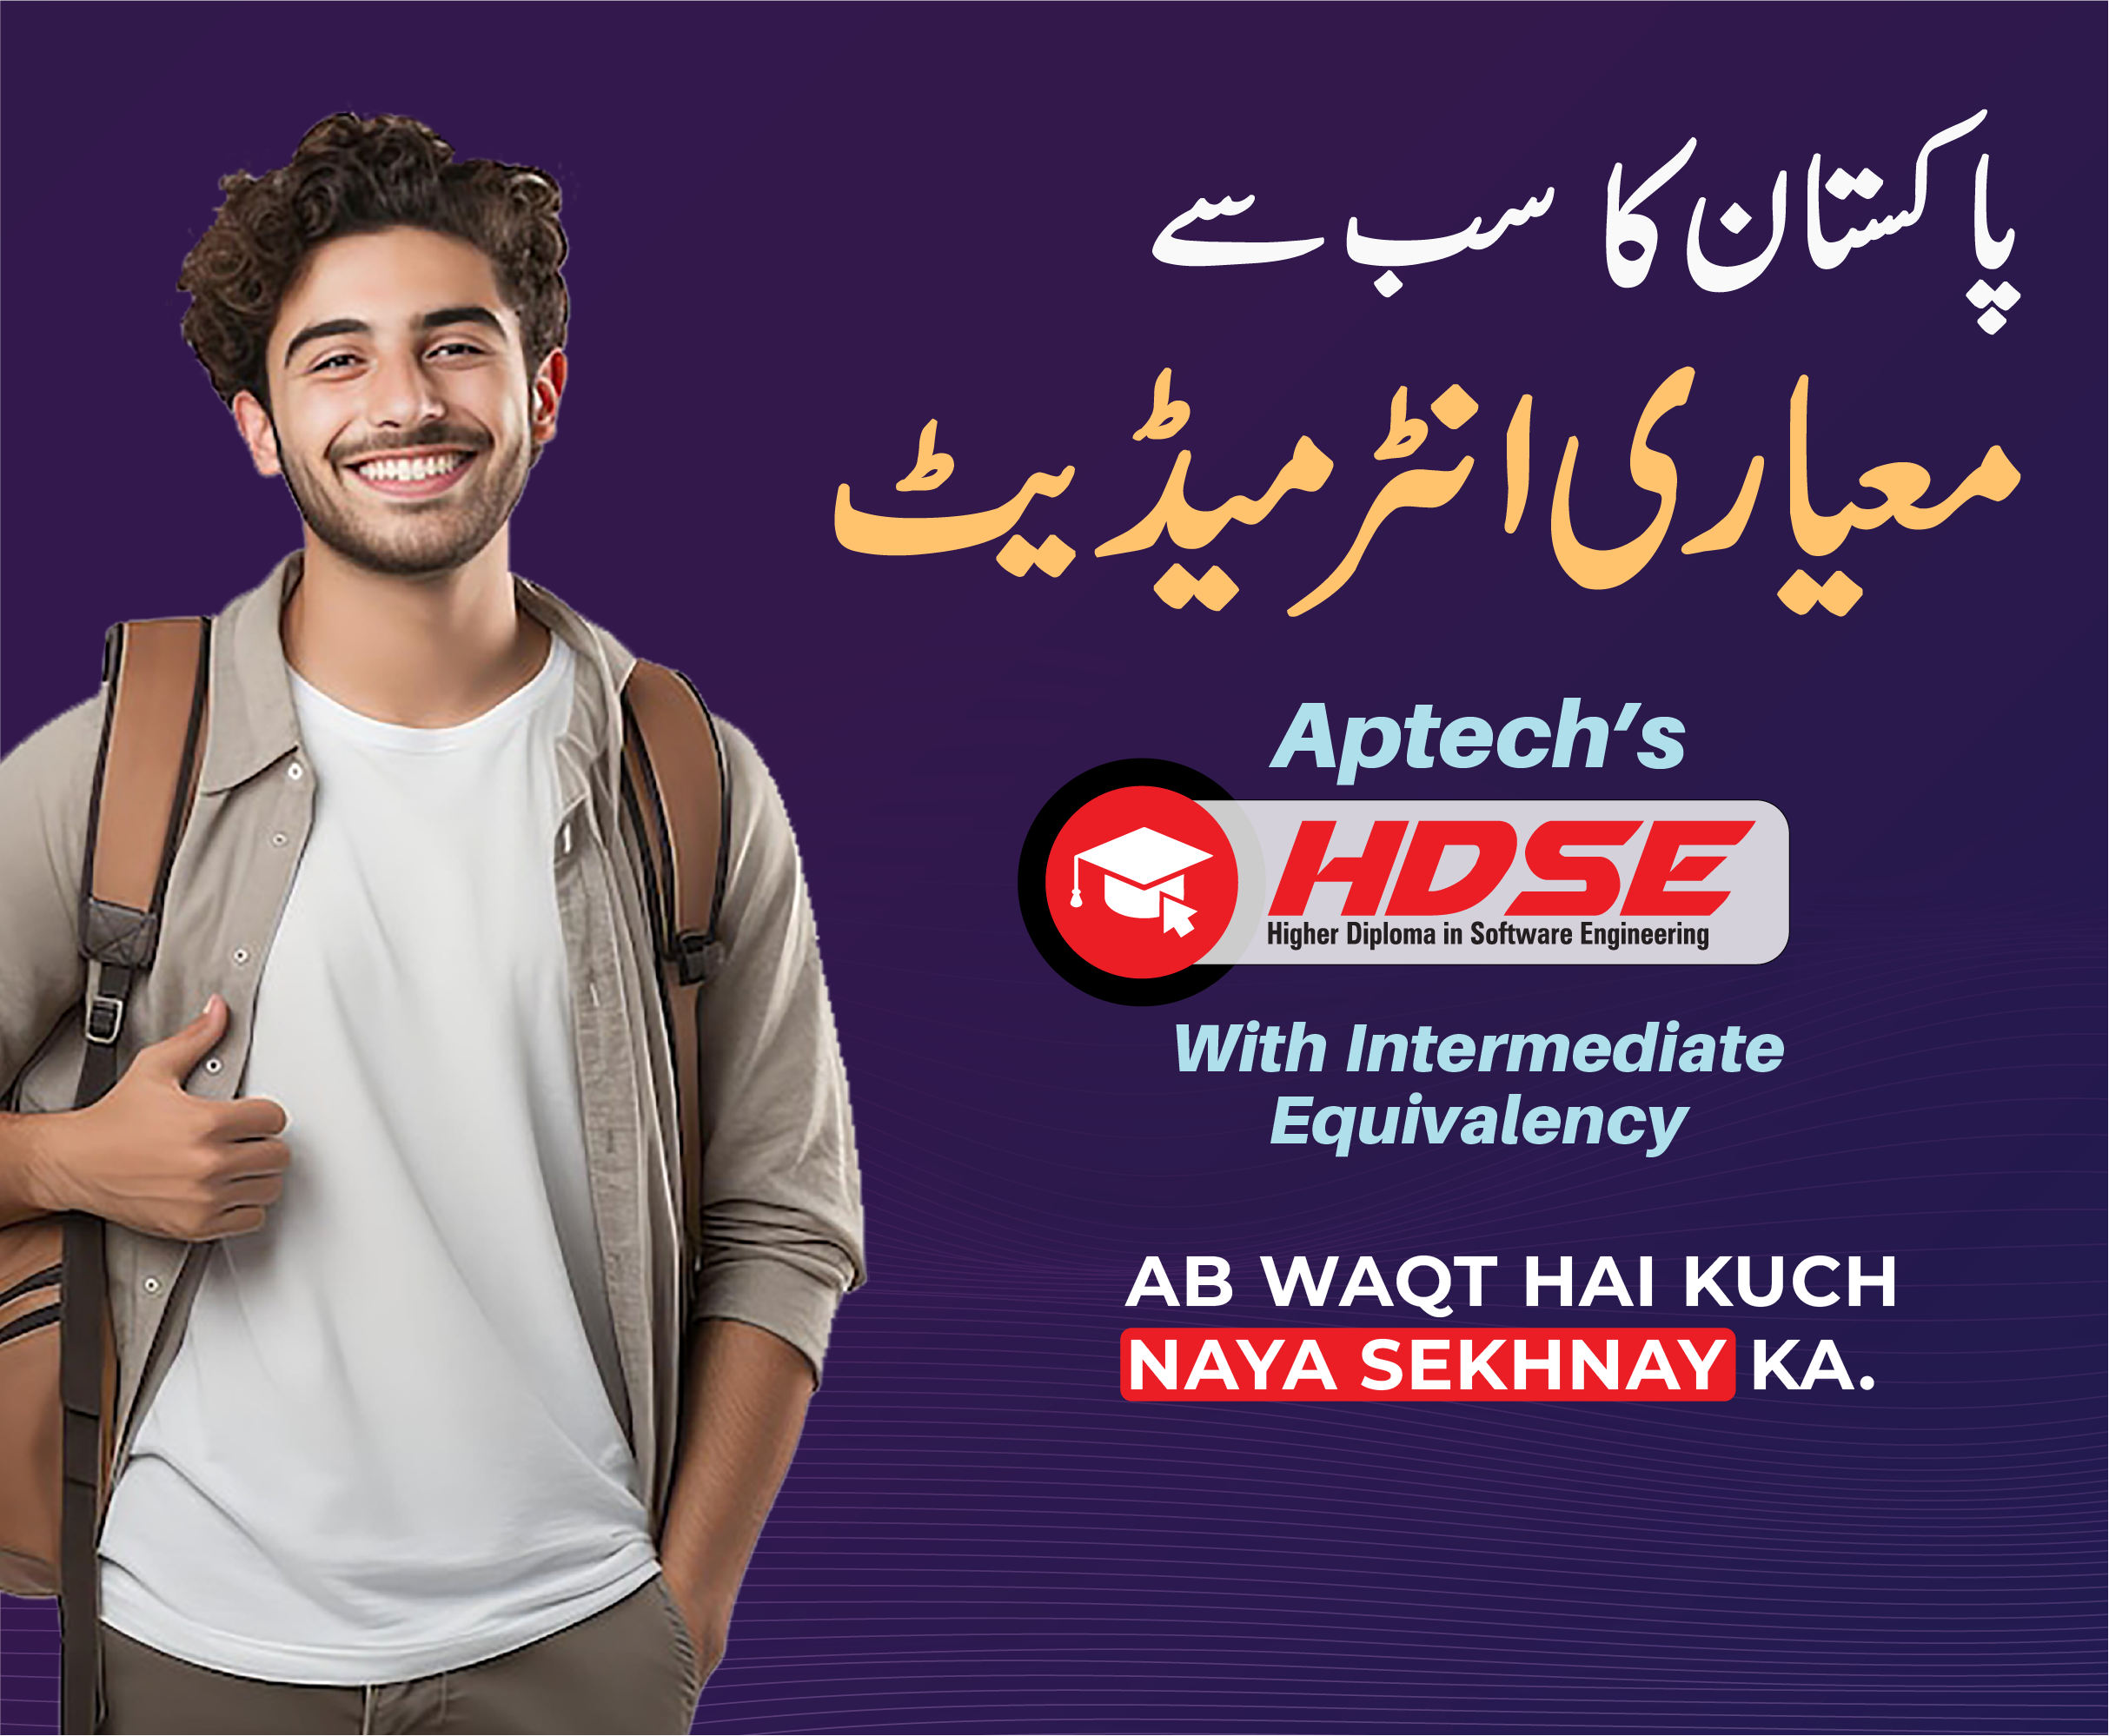 پاکستان کا سب سے
معیاری انٹرمیڈیٹ
Aptech's
HDSE
Higher Diploma in Software Engineering
With Intermediate
Equivalency
AB WAQT HAI KUCH
NAYA SEKHNAY KA.